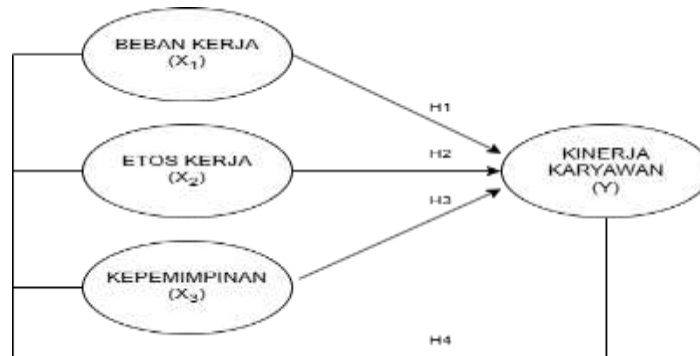 BEBAN KERJA
(X₁)
H1
ETOS KERJA
(X₂)
H2
KINERJA
KARYAWAN
(Y)
H3
KEPEMIMPINAN
(X₃)
H4